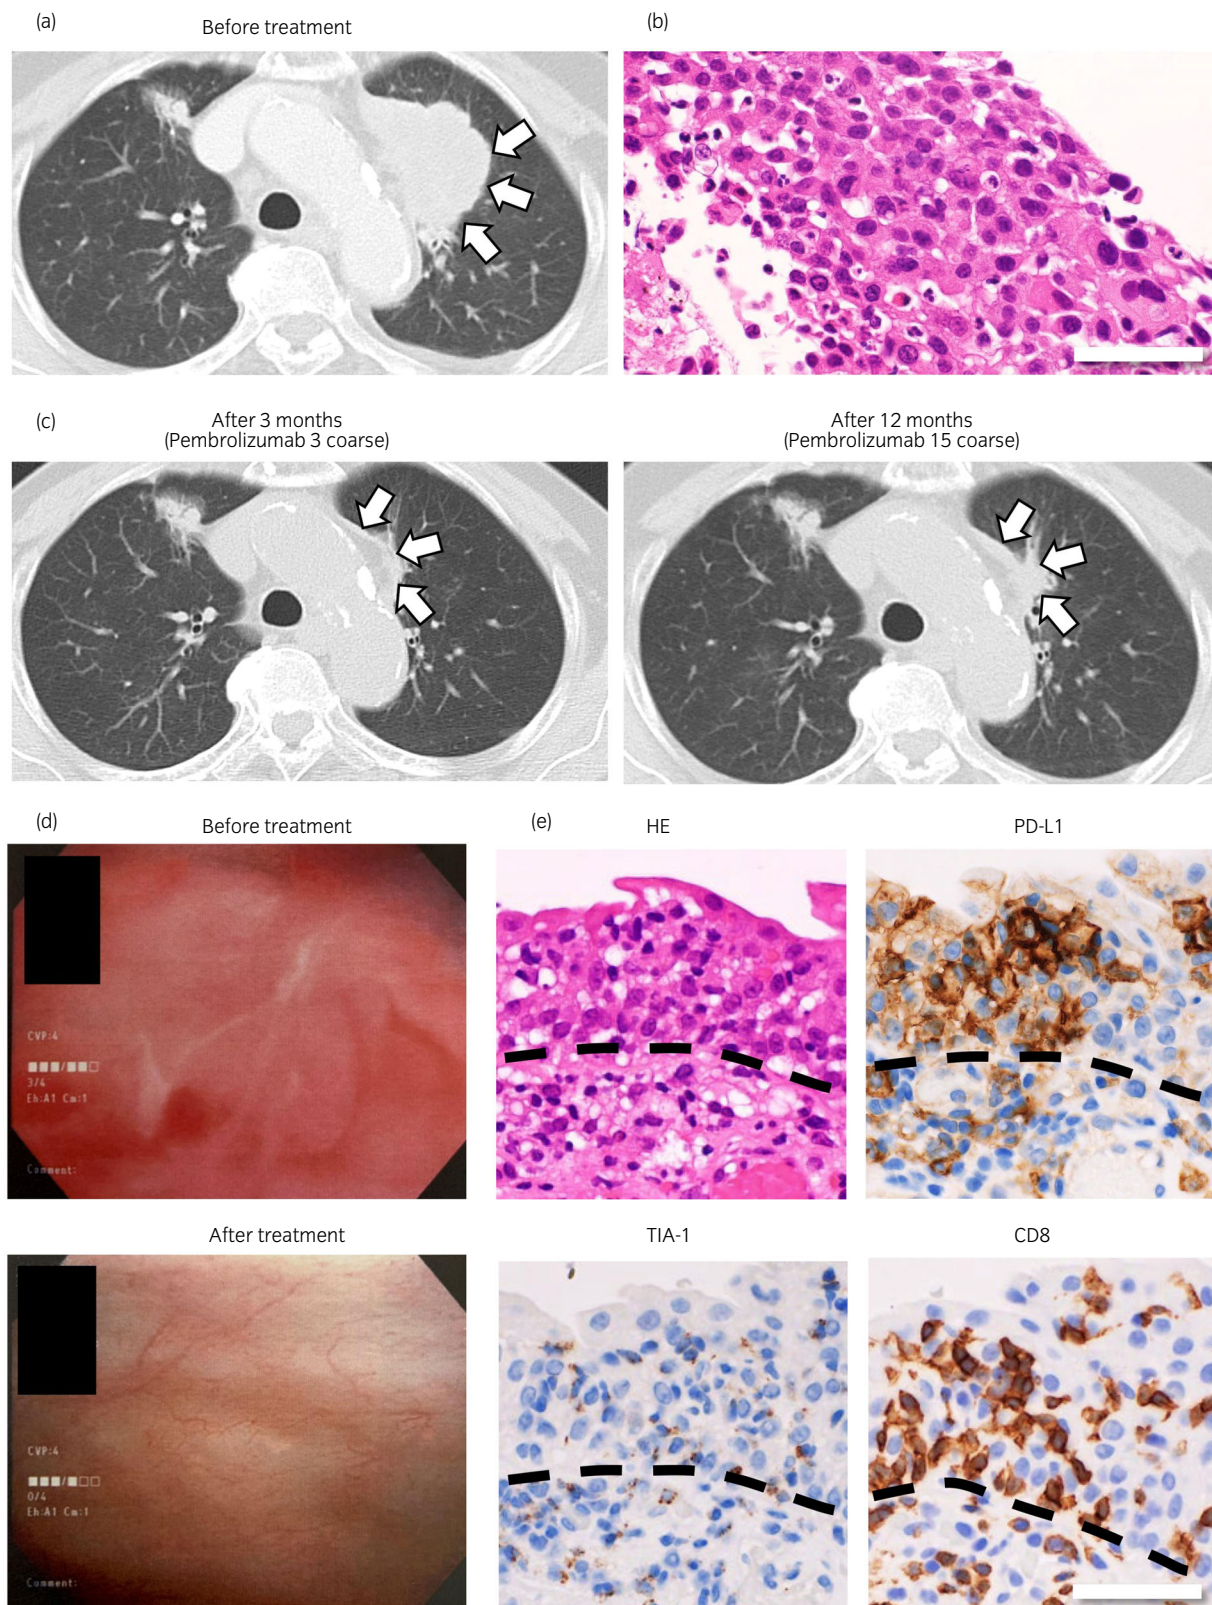 (a)
Before treatment
(b)
(c)
After 3 months
(Pembrolizumab 3 coarse)
After 12 months
(Pembrolizumab 15 coarse)
(d)
Before treatment
CVP:4
3/4
Eh:A1 Cm:1
Comment:
(e)
HE
PD-L1
After treatment
CVP:4
0/4
Eh:A1 Cm:1
Comment:
TIA-1
CD8